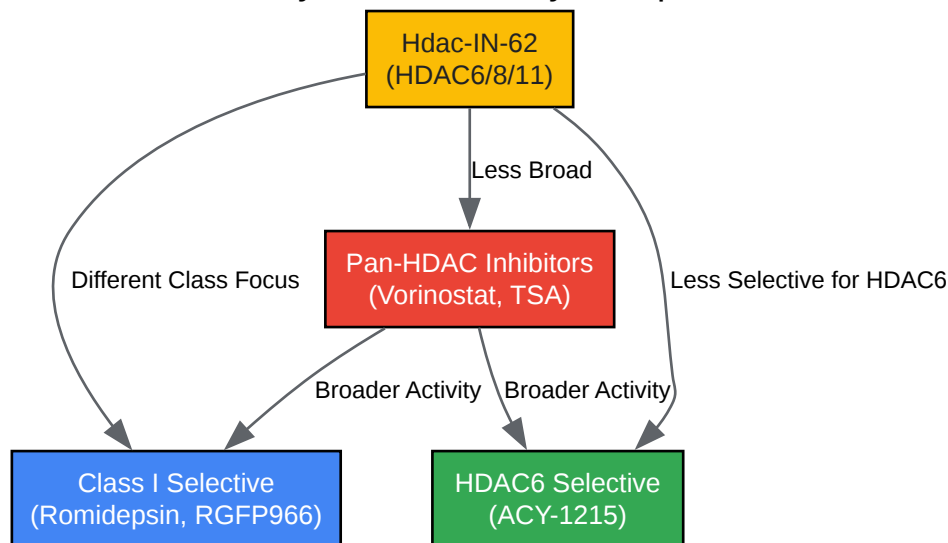 Hdac-IN-62
(HDAC6/8/11)
Less Broad
Pan-HDAC Inhibitors
(Vorinostat, TSA)
Different Class Focus
Less Selective for HDAC6
Broader Activity
Broader Activity
Class I Selective
(Romidepsin, RGFP966)
HDAC6 Selective
(ACY-1215)